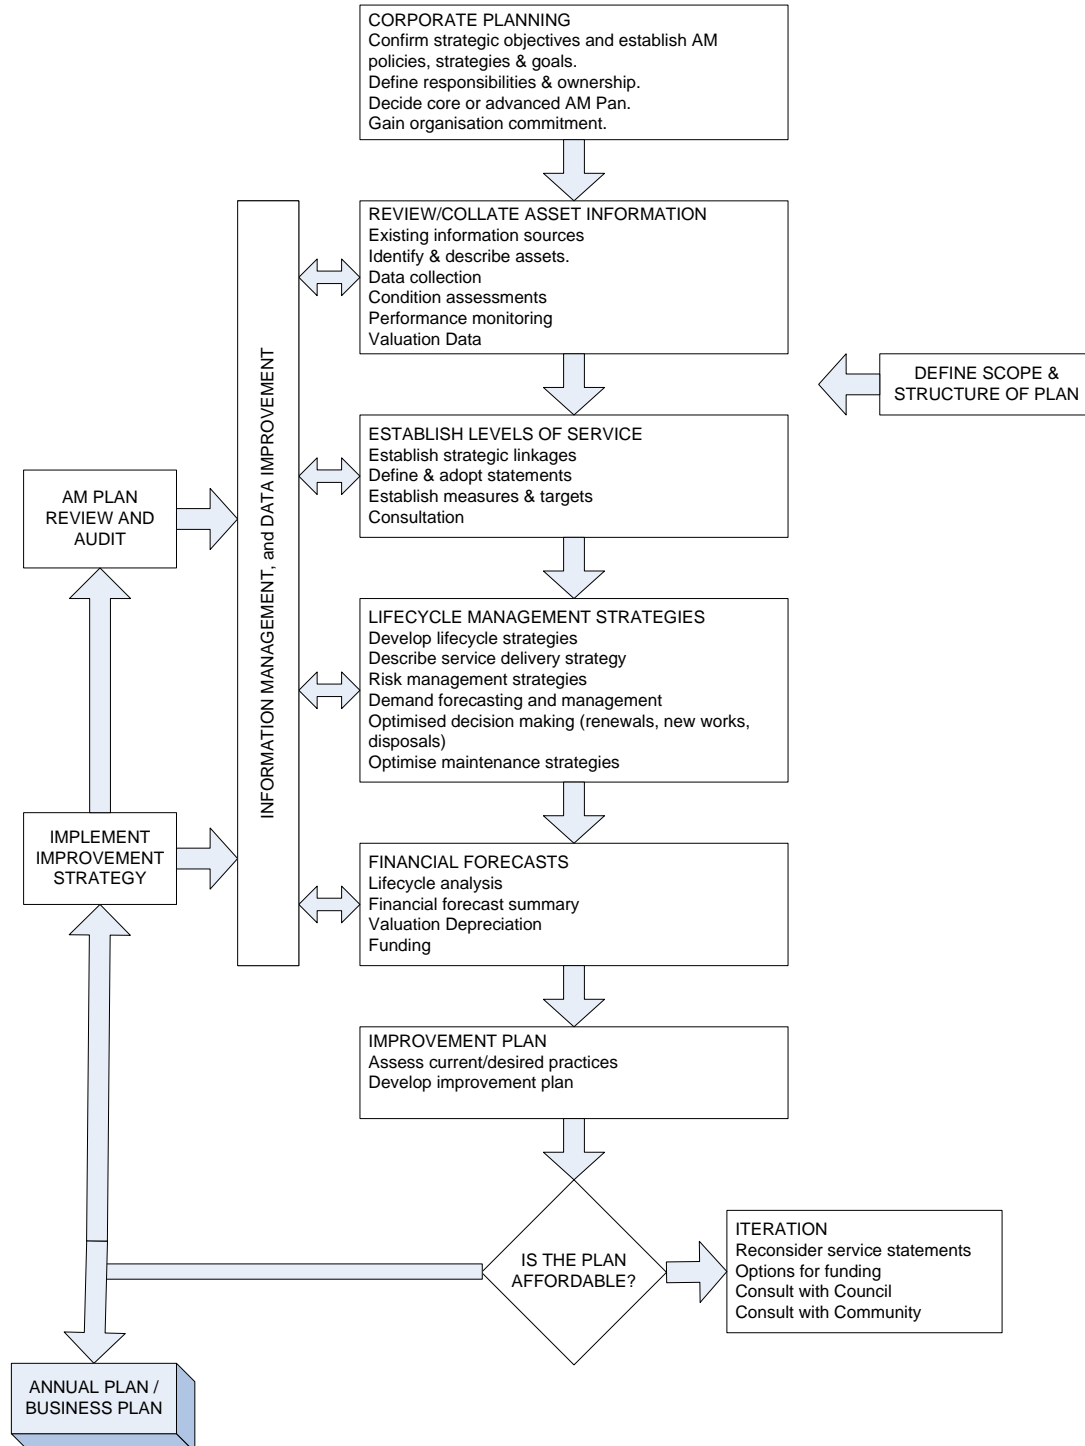 CORPORATE PLANNING
Confirm strategic objectives and establish AM
policies, strategies & goals.
Define responsibilities & ownership.
Decide core or advanced AM Pan.
Gain organisation commitment.
REVIEW/COLLATE ASSET INFORMATION
Existing information sources
Identify & describe assets.
Data collection
Condition assessments
Performance monitoring
Valuation Data
DEFINE SCOPE &
STRUCTURE OF PLAN
INFORMATION MANAGEMENT, and DATA IMPROVEMENT
ESTABLISH LEVELS OF SERVICE
Establish strategic linkages
Define & adopt statements
Establish measures & targets
Consultation
AM PLAN
REVIEW AND
AUDIT
LIFECYCLE MANAGEMENT STRATEGIES
Develop lifecycle strategies
Describe service delivery strategy
Risk management strategies
Demand forecasting and management
Optimised decision making (renewals, new works,
disposals)
Optimise maintenance strategies
IMPLEMENT
IMPROVEMENT
STRATEGY
FINANCIAL FORECASTS
Lifecycle analysis
Financial forecast summary
Valuation Depreciation
Funding
IMPROVEMENT PLAN
Assess current/desired practices
Develop improvement plan
IS THE PLAN
AFFORDABLE?
ITERATION
Reconsider service statements
Options for funding
Consult with Council
Consult with Community
ANNUAL PLAN /
BUSINESS PLAN